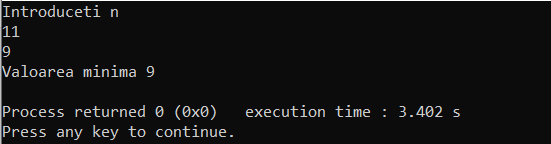 Introduceti n
11
9
Valoarea minima 9
Process returned 0 (0x0)   execution time : 3.402 s
Press any key to continue.